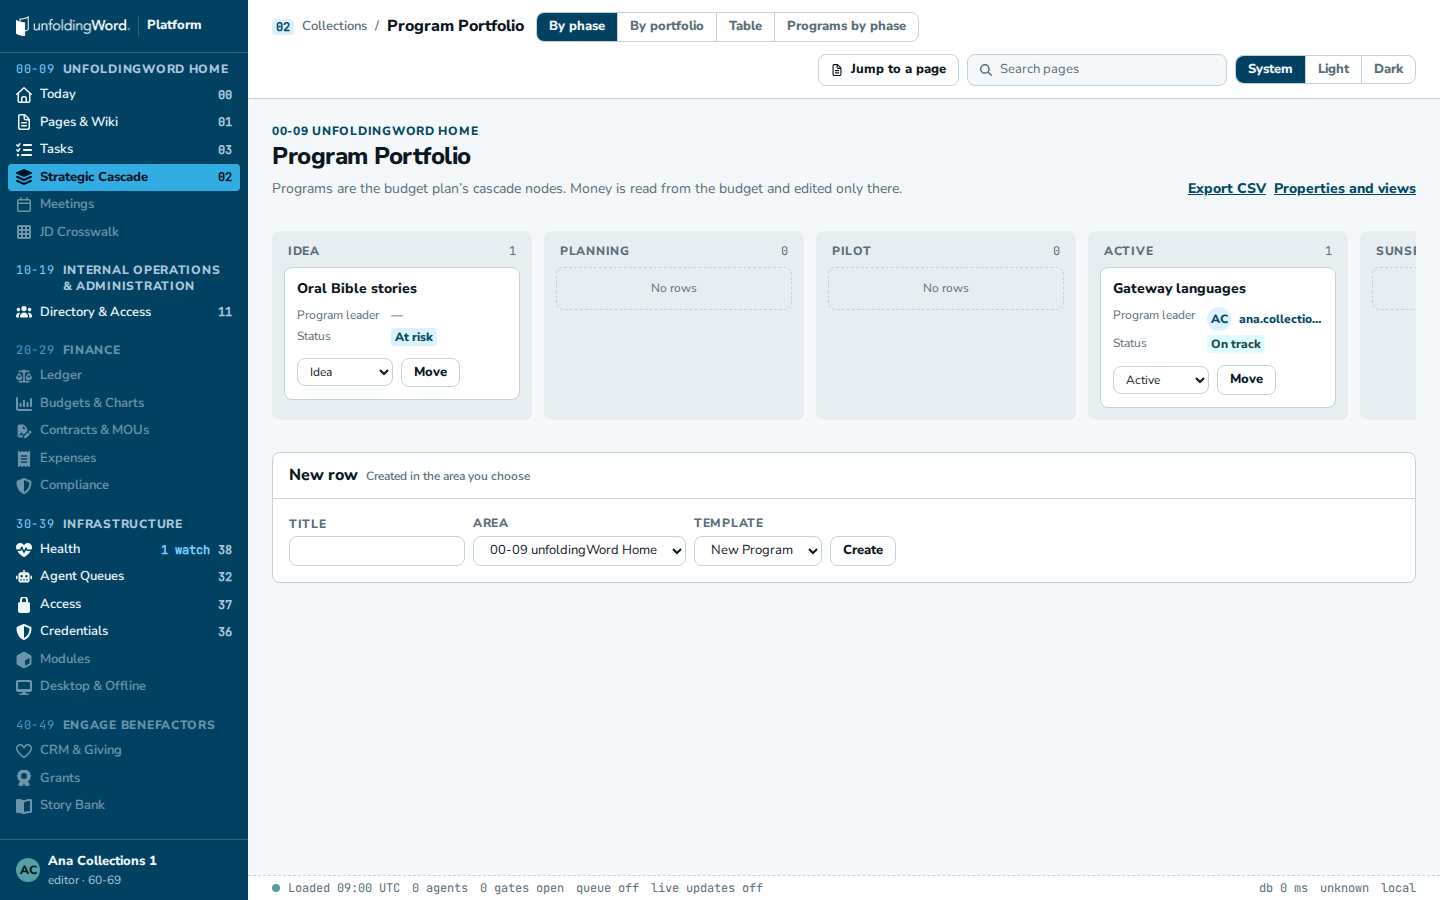 unfoldingWord. Platform
00-09 UNFOLDINGWORD HOME
Today 00
Pages & Wiki 01
Tasks 03
Strategic Cascade 02
Meetings
JD Crosswalk
10-19 INTERNAL OPERATIONS
& ADMINISTRATION
Directory & Access 11
20-29 FINANCE
Ledger
Budgets & Charts
Contracts & MOUs
Expenses
Compliance
30-39 INFRASTRUCTURE
Health 1 watch 38
Agent Queues 32
Access 37
Credentials 36
Modules
Desktop & Offline
40-49 ENGAGE BENEFACTORS
CRM & Giving
Grants
Story Bank
AC Ana Collections 1
editor · 60-69
02 Collections / Program Portfolio By phase By portfolio Table Programs by phase
Jump to a page Search pages System Light Dark
00-09 UNFOLDINGWORD HOME
Program Portfolio
Programs are the budget plan's cascade nodes. Money is read from the budget and edited only there. Export CSV Properties and views
IDEA 1
Oral Bible stories
Program leader —
Status At risk
Idea Move
PLANNING 0
No rows
PILOT 0
No rows
ACTIVE 1
Gateway languages
Program leader AC ana.collectio...
Status On track
Active Move
New row Created in the area you choose
TITLE AREA TEMPLATE
00-09 unfoldingWord Home New Program Create
Loaded 09:00 UTC 0 agents 0 gates open queue off live updates off db 0 ms unknown local